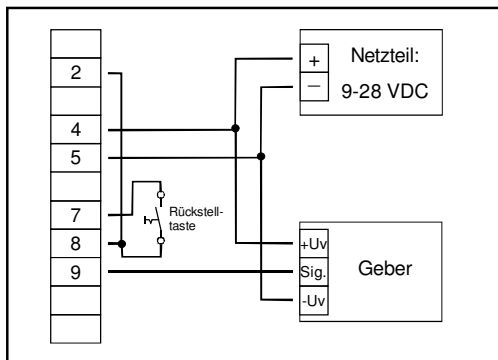 2
4
5
7
8
9
Rückstell-
taste
+
–
Netzteil:
9-28 VDC
+Uv
Sig.
-Uv
Geber